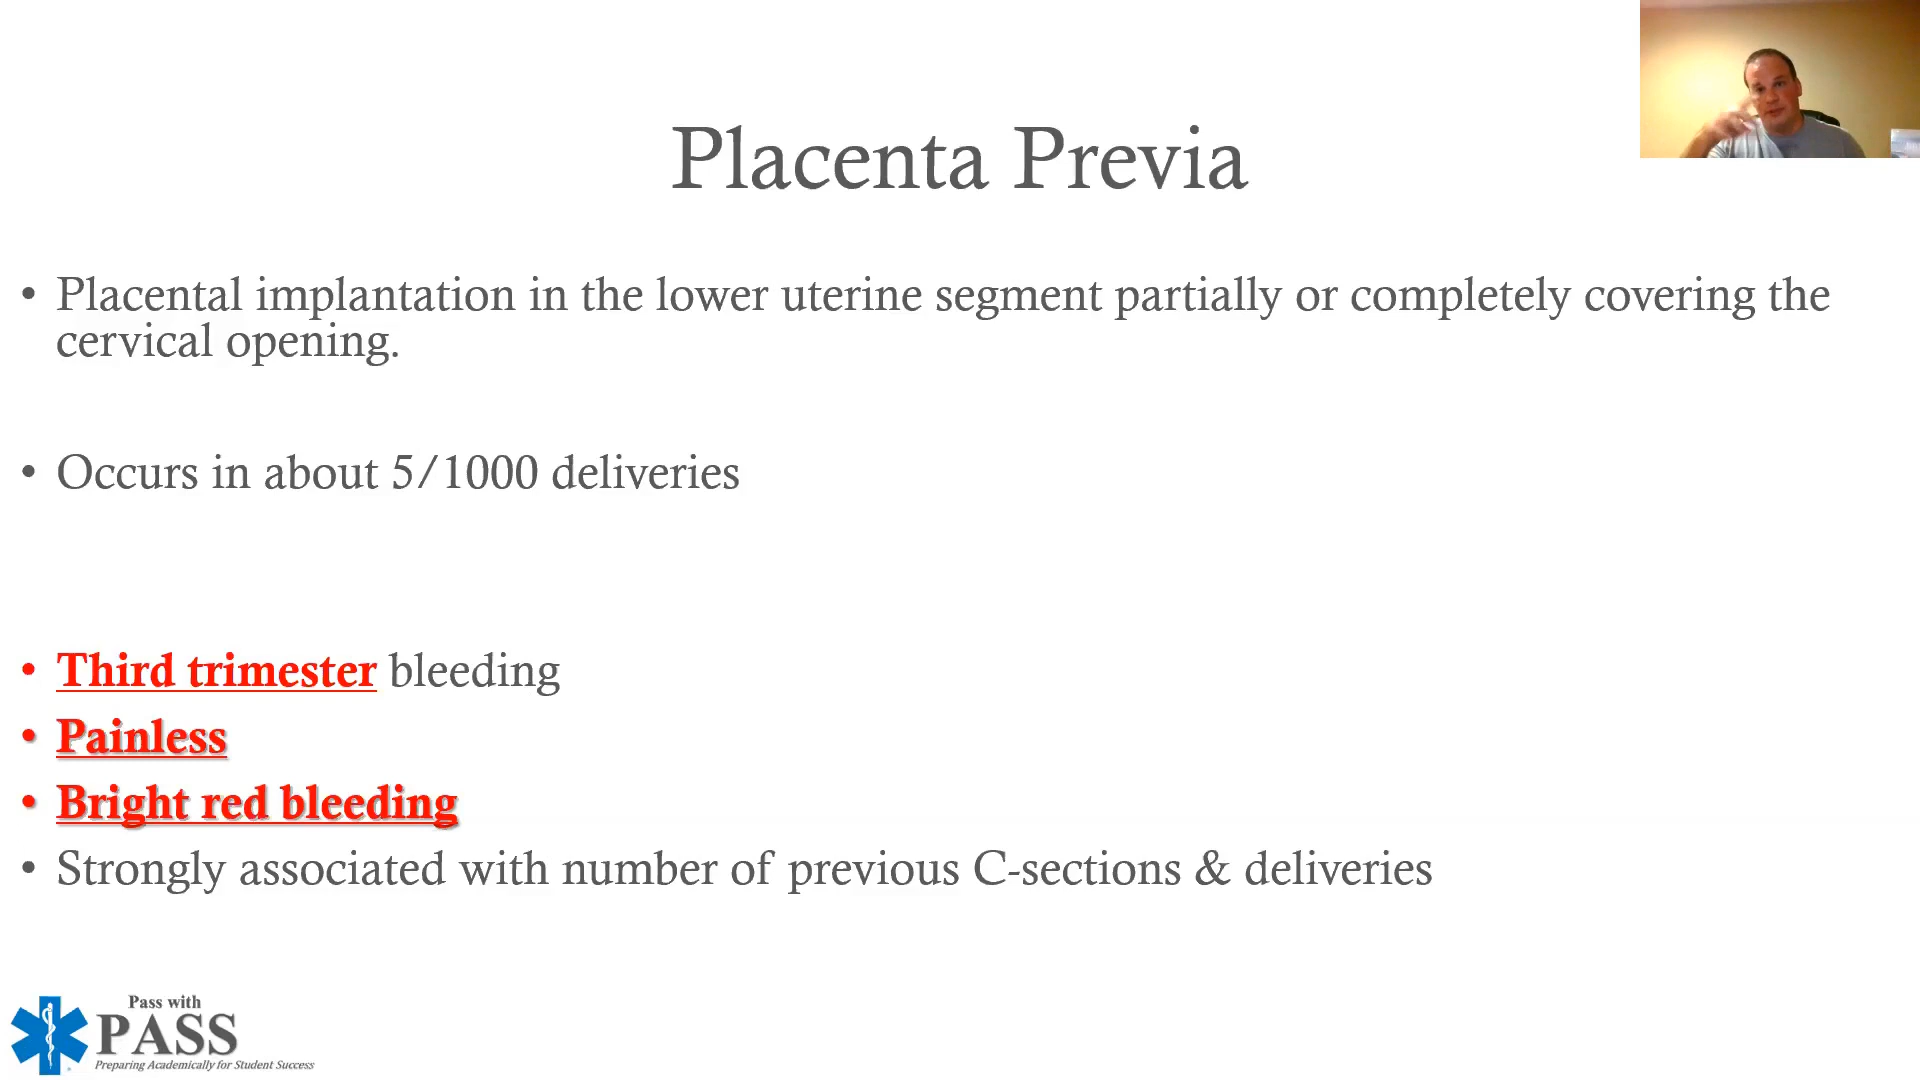 Placenta Previa
• Placental implantation in the lower uterine segment partially or completely covering the
cervical opening.
• Occurs in about 5/1000 deliveries
• Third trimester bleeding
• Painless
• Bright red bleeding
• Strongly associated with number of previous C-sections & deliveries
Pass with
PASS
Preparing Academically for Student Success